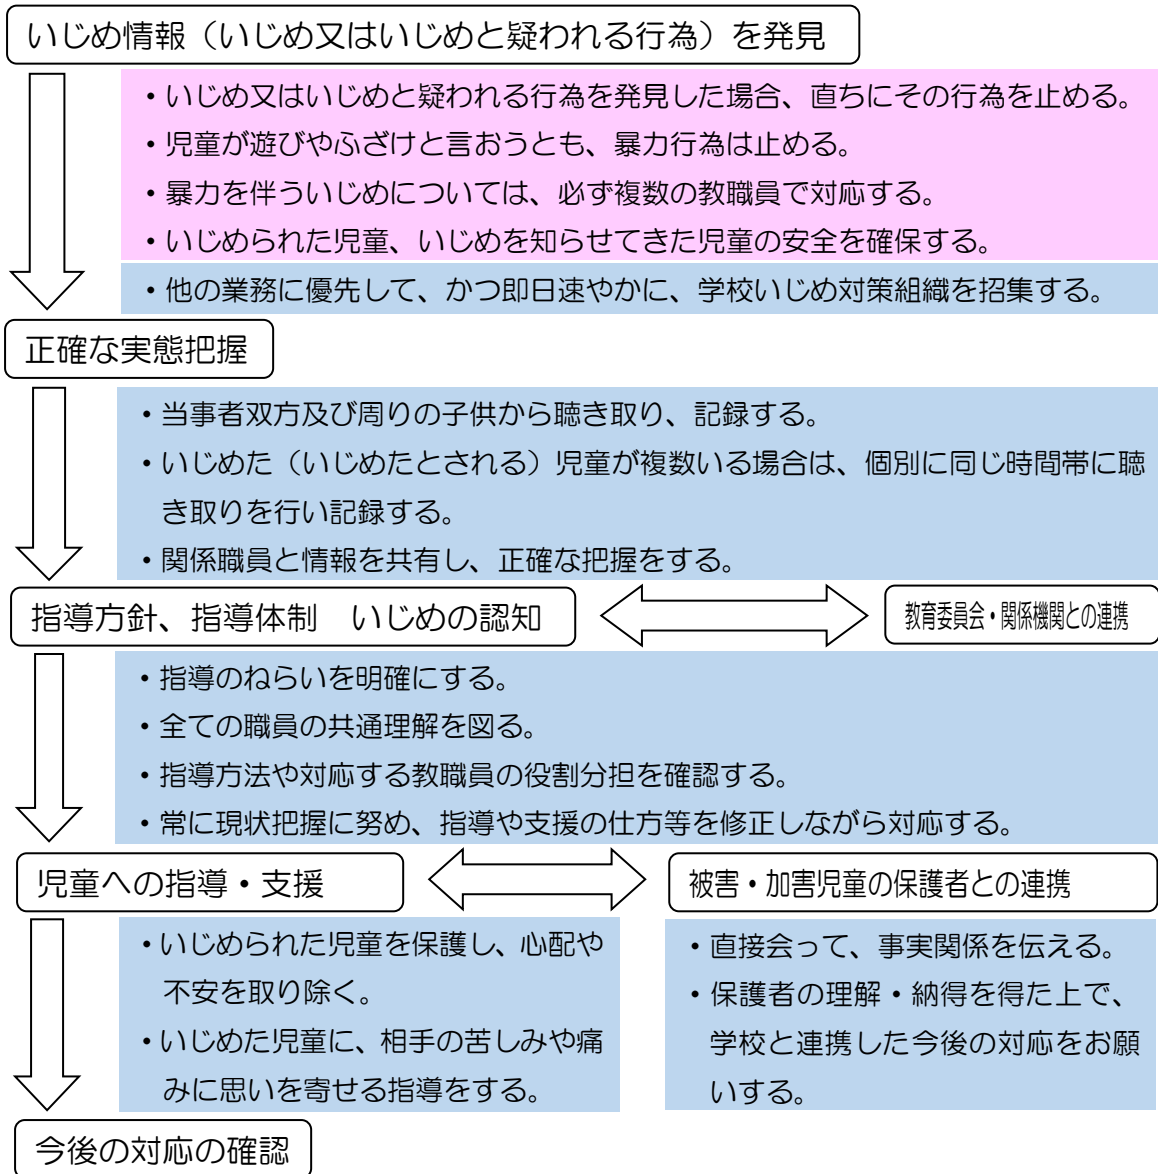 いじめ情報（いじめ又はいじめと疑われる行為）を発見
・いじめ又はいじめと疑われる行為を発見した場合、直ちにその行為を止める。
・児童が遊びやふざけと言おうとも、暴力行為は止める。
・暴力を伴ういじめについては、必ず複数の教職員で対応する。
・いじめられた児童、いじめを知らせてきた児童の安全を確保する。
・他の業務に優先して、かつ即日速やかに、学校いじめ対策組織を招集する。
正確な実態把握
・当事者双方及び周りの子供から聴き取り、記録する。
・いじめた（いじめたとされる）児童が複数いる場合は、個別に同じ時間帯に聴
き取りを行い記録する。
・関係職員と情報を共有し、正確な把握をする。
指導方針、指導体制　いじめの認知
教育委員会・関係機関との連携
・指導のねらいを明確にする。
・全ての職員の共通理解を図る。
・指導方法や対応する教職員の役割分担を確認する。
・常に現状把握に努め、指導や支援の仕方等を修正しながら対応する。
児童への指導・支援
被害・加害児童の保護者との連携
・いじめられた児童を保護し、心配や
不安を取り除く。
・いじめた児童に、相手の苦しみや痛
みに思いを寄せる指導をする。
・直接会って、事実関係を伝える。
・保護者の理解・納得を得た上で、
学校と連携した今後の対応をお願
いする。
今後の対応の確認